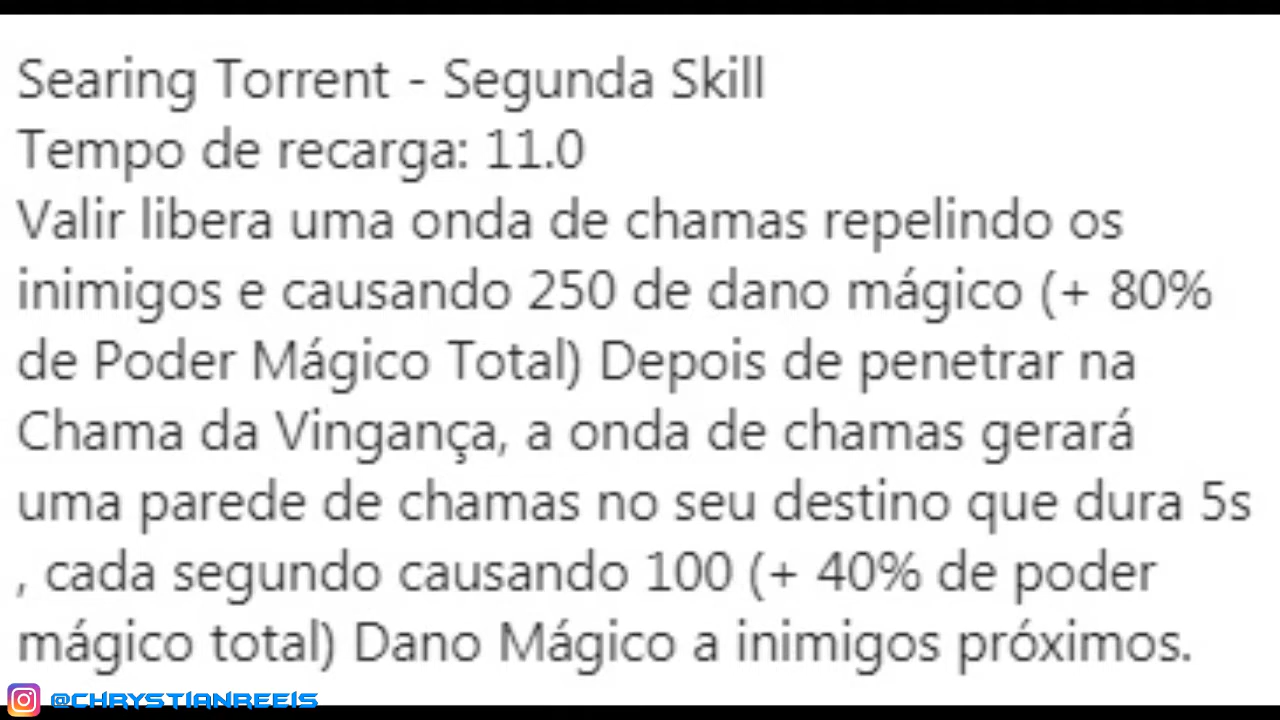 Searing Torrent - Segunda Skill
Tempo de recarga: 11.0
Valir libera uma onda de chamas repelindo os
inimigos e causando 250 de dano mágico (+ 80%
de Poder Mágico Total) Depois de penetrar na
Chama da Vingança, a onda de chamas gerará
uma parede de chamas no seu destino que dura 5s
, cada segundo causando 100 (+ 40% de poder
mágico total) Dano Mágico a inimigos próximos.
@CHRYSTIANREEIS